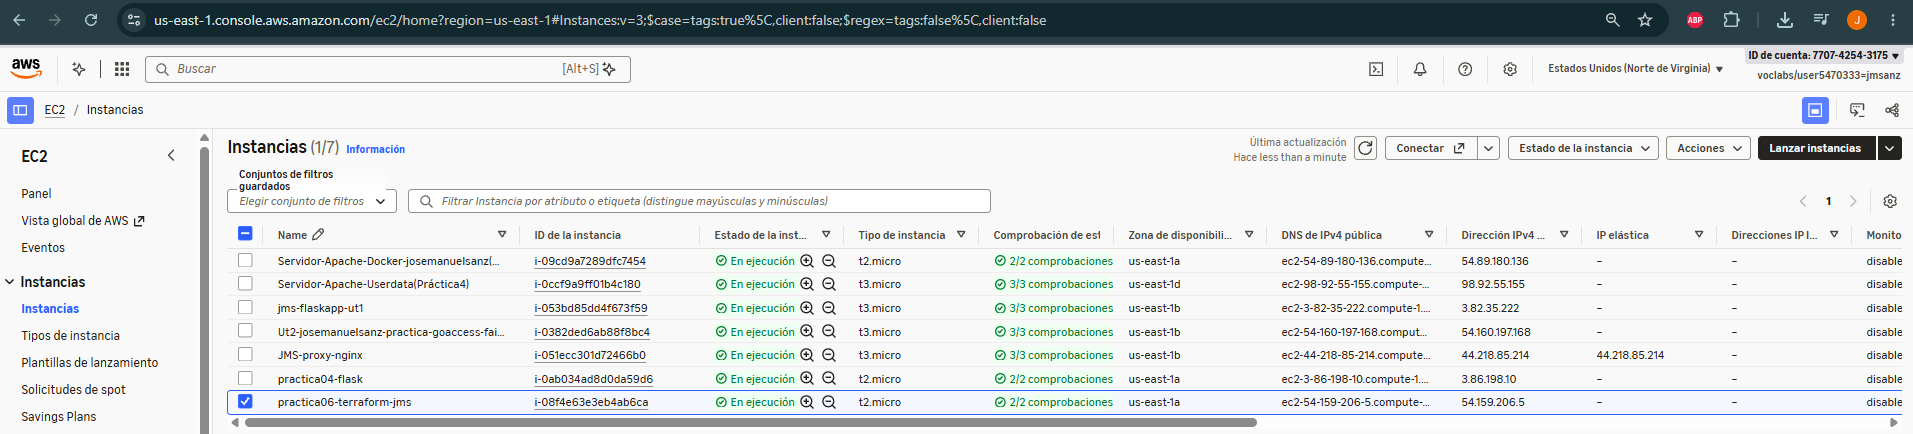 us-east-1.console.aws.amazon.com/ec2/home?region=us-east-1#Instances:v=3;$case=tags:true%5C,client:false;$regex=tags:false%5C,client:false
ABP
J
aws
Buscar
[Alt+S]
Estados Unidos (Norte de Virginia)
ID de cuenta: 7707-4254-3175
voclabs/user5470333=jmsanz
EC2 / Instancias
EC2
Panel
Vista global de AWS
Eventos
Instancias
Instancias
Tipos de instancia
Plantillas de lanzamiento
Solicitudes de spot
Savings Plans
Instancias (1/7) Información
Última actualización
Hace less than a minute
Conectar
Estado de la instancia
Acciones
Lanzar instancias
Conjuntos de filtros
guardados
Elegir conjunto de filtros
Filtrar Instancia por atributo o etiqueta (distingue mayúsculas y minúsculas)
1
Name ID de la instancia Estado de la inst... Tipo de instancia Comprobación de est Zona de disponibili... DNS de IPv4 pública Dirección IPv4 ... IP elástica Direcciones IP I... Monito
Servidor-Apache-Docker-josemanuelsanz(... i-09cd9a7289dfc7454 En ejecución t2.micro 2/2 comprobaciones us-east-1a ec2-54-89-180-136.compute... 54.89.180.136 – – disable
Servidor-Apache-Userdata(Práctica4) i-0ccf9a9ff01b4c180 En ejecución t3.micro 3/3 comprobaciones us-east-1d ec2-98-92-55-155.compute-... 98.92.55.155 – – disable
jms-flaskapp-ut1 i-053bd85dd4f673f59 En ejecución t3.micro 3/3 comprobaciones us-east-1b ec2-3-82-35-222.compute-1.... 3.82.35.222 – – disable
Ut2-josemanuelsanz-practica-goaccess-fai... i-0382ded6ab88f8bc4 En ejecución t3.micro 3/3 comprobaciones us-east-1b ec2-54-160-197-168.comput... 54.160.197.168 – – disable
JMS-proxy-nginx i-051ecc301d72466b0 En ejecución t3.micro 3/3 comprobaciones us-east-1b ec2-44-218-85-214.compute... 44.218.85.214 44.218.85.214 – disable
practica04-flask i-0ab034ad8d0da59d6 En ejecución t2.micro 2/2 comprobaciones us-east-1a ec2-3-86-198-10.compute-1.... 3.86.198.10 – – disable
practica06-terraform-jms i-08f4e63e3eb4ab6ca En ejecución t2.micro 2/2 comprobaciones us-east-1a ec2-54-159-206-5.compute-... 54.159.206.5 – – disable